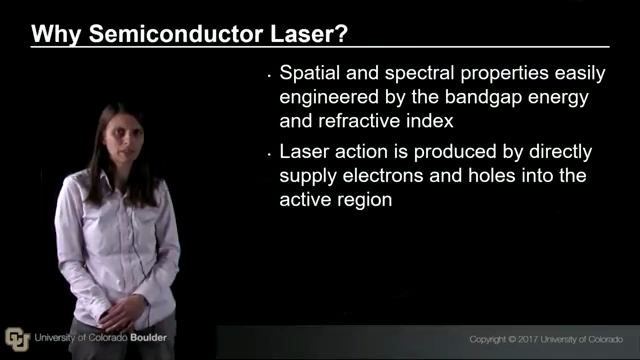 Why Semiconductor Laser?
· Spatial and spectral properties easily
engineered by the bandgap energy
and refractive index
· Laser action is produced by directly
supply electrons and holes into the
active region
CU University of Colorado Boulder
Copyright © 2017 University of Colorado